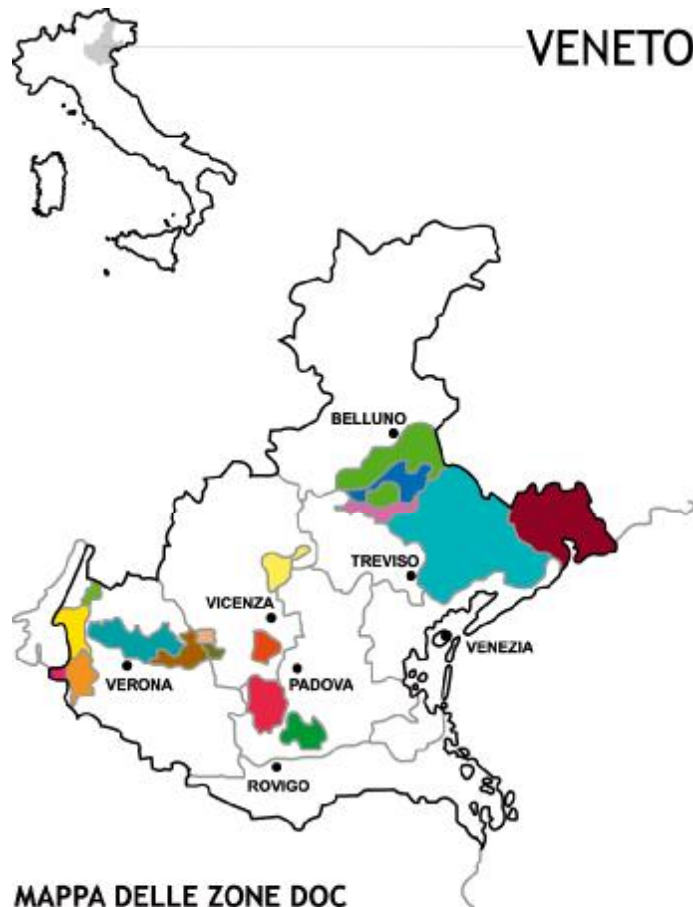 VENETO
BELLUNO
TREVISO
VICENZA
VENEZIA
VERONA
PADOVA
ROVIGO
MAPPA DELLE ZONE DOC